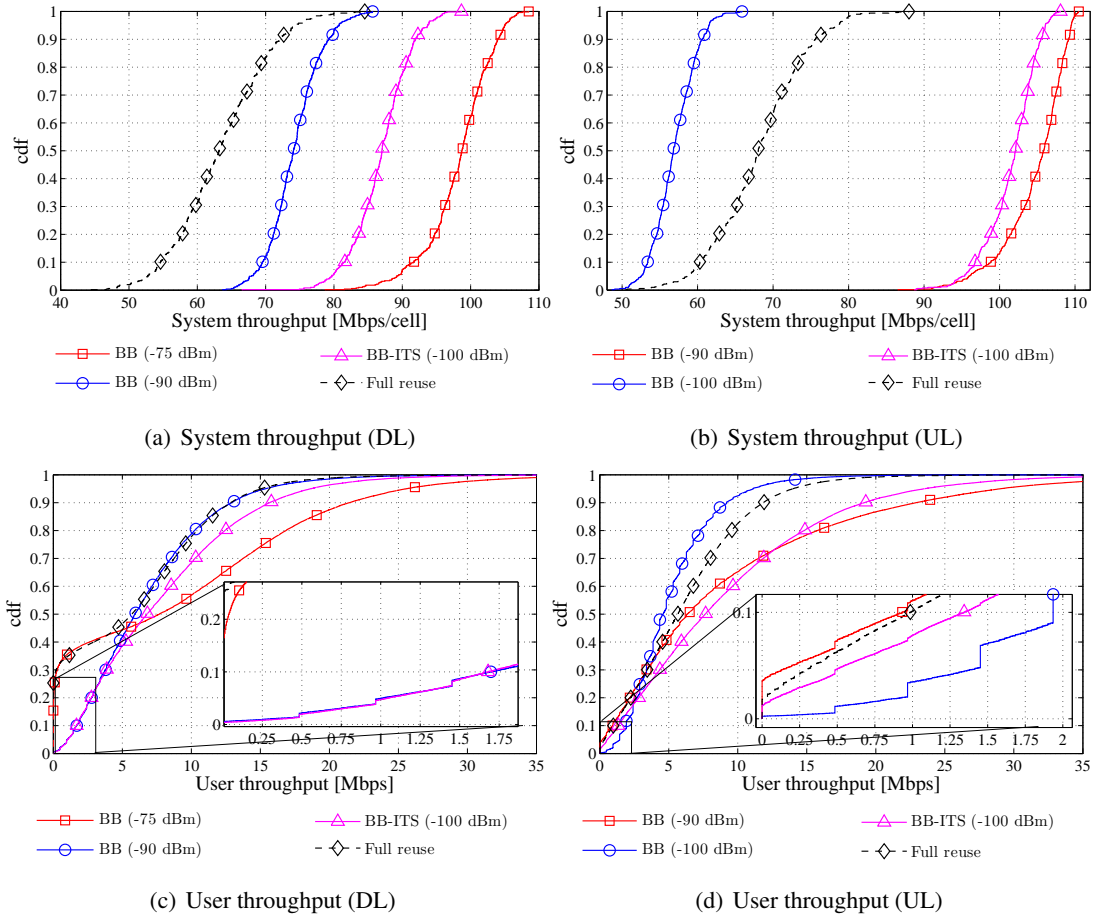 1
0.9
0.8
0.7
0.6
0.5
0.4
0.3
0.2
0.1
0
cdf
40 50 60 70 80 90 100 110
System throughput [Mbps/cell]
BB (-75 dBm)
BB-ITS (-100 dBm)
BB (-90 dBm)
Full reuse
(a) System throughput (DL)
1
0.9
0.8
0.7
0.6
0.5
0.4
0.3
0.2
0.1
0
cdf
50 60 70 80 90 100 110
System throughput [Mbps/cell]
BB (-90 dBm)
BB-ITS (-100 dBm)
BB (-100 dBm)
Full reuse
(b) System throughput (UL)
1
0.9
0.8
0.7
0.6
0.5
0.4
0.3
0.2
0.1
0
cdf
0.2
0.1
0
0.25 0.5 0.75 1 1.25 1.5 1.75
0 5 10 15 20 25 30 35
User throughput [Mbps]
BB (-75 dBm)
BB-ITS (-100 dBm)
BB (-90 dBm)
Full reuse
(c) User throughput (DL)
1
0.9
0.8
0.7
0.6
0.5
0.4
0.3
0.2
0.1
0
cdf
0.1
0
0 0.25 0.5 0.75 1 1.25 1.5 1.75 2
0 5 10 15 20 25 30 35
User throughput [Mbps]
BB (-90 dBm)
BB-ITS (-100 dBm)
BB (-100 dBm)
Full reuse
(d) User throughput (UL)